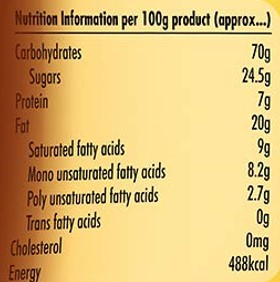 Nutrition Information per 100g product (approx...)
Carbohydrates 70g
Sugars 24.5g
Protein 7g
Fat 20g
Saturated fatty acids 9g
Mono unsaturated fatty acids 8.2g
Poly unsaturated fatty acids 2.7g
Trans fatty acids 0g
Cholesterol 0mg
Energy 488kcal